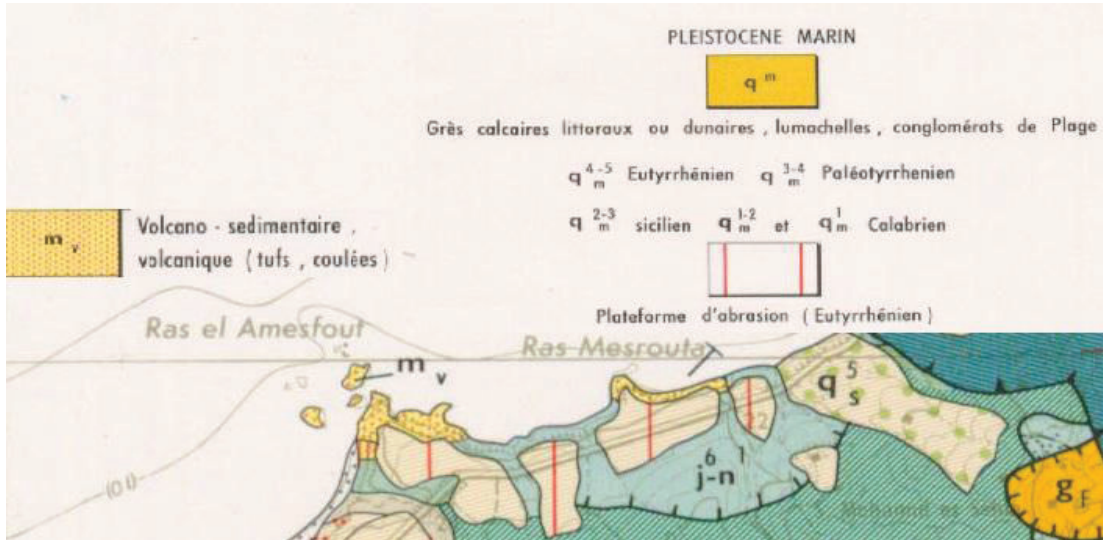 PLEISTOCENE MARIN
q m
Grès calcaires littoraux ou dunaires , lumachelles , conglomérats de Plage
q 4-5 m Eutyrrhénien q 3-4 m Paléotyrrhenien
q 2-3 m sicilien q 1-2 m et q 1 m Calabrien
Plateforme d'abrasion ( Eutyrrhénien )
m v
Volcano - sedimentaire ,
volcanique ( tufs , coulées )
Ras el Amesfout
Ras Mesrouta
m v
q 5 s
j-n 6 1
g F